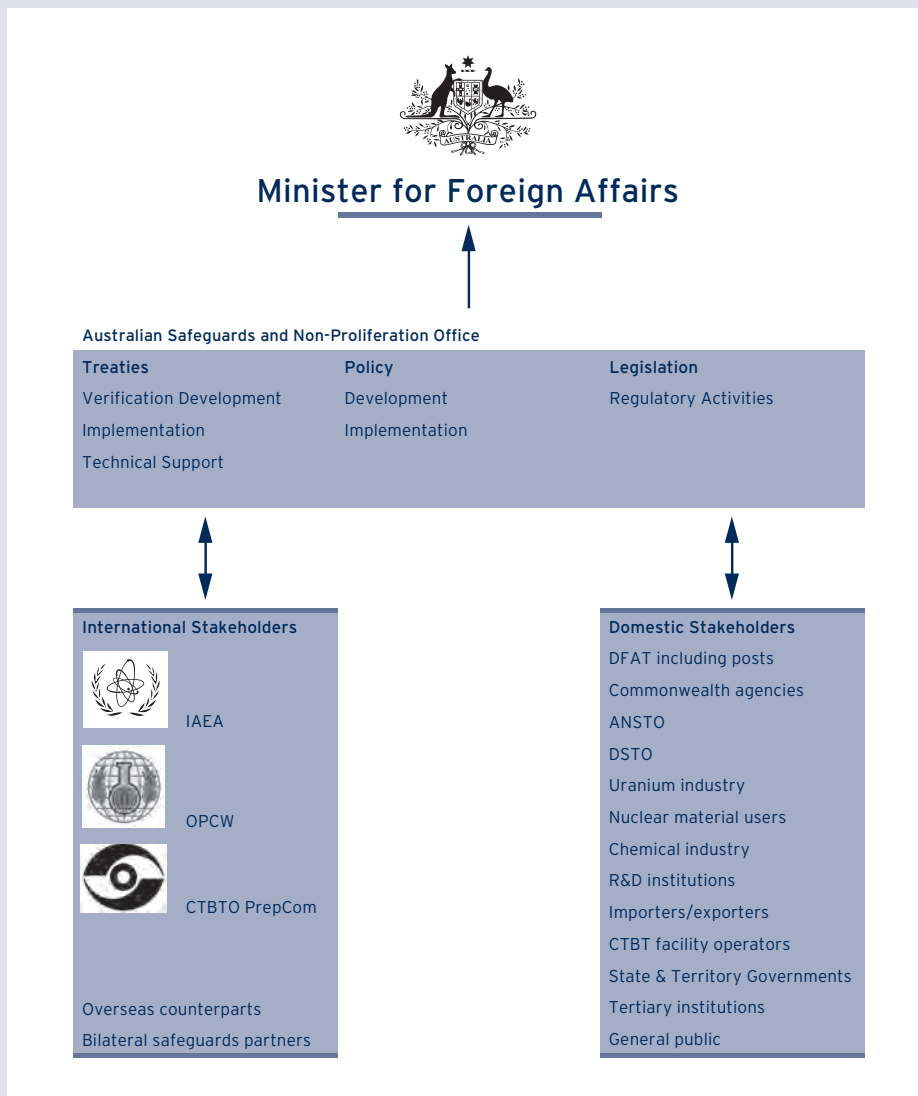 AUSTRALIA
Minister for Foreign Affairs
Australian Safeguards and Non-Proliferation Office
Treaties
Verification Development
Implementation
Technical Support
Policy
Development
Implementation
Legislation
Regulatory Activities
International Stakeholders
IAEA
OPCW
CTBTO PrepCom
Overseas counterparts
Bilateral safeguards partners
Domestic Stakeholders
DFAT including posts
Commonwealth agencies
ANSTO
DSTO
Uranium industry
Nuclear material users
Chemical industry
R&D institutions
Importers/exporters
CTBT facility operators
State & Territory Governments
Tertiary institutions
General public